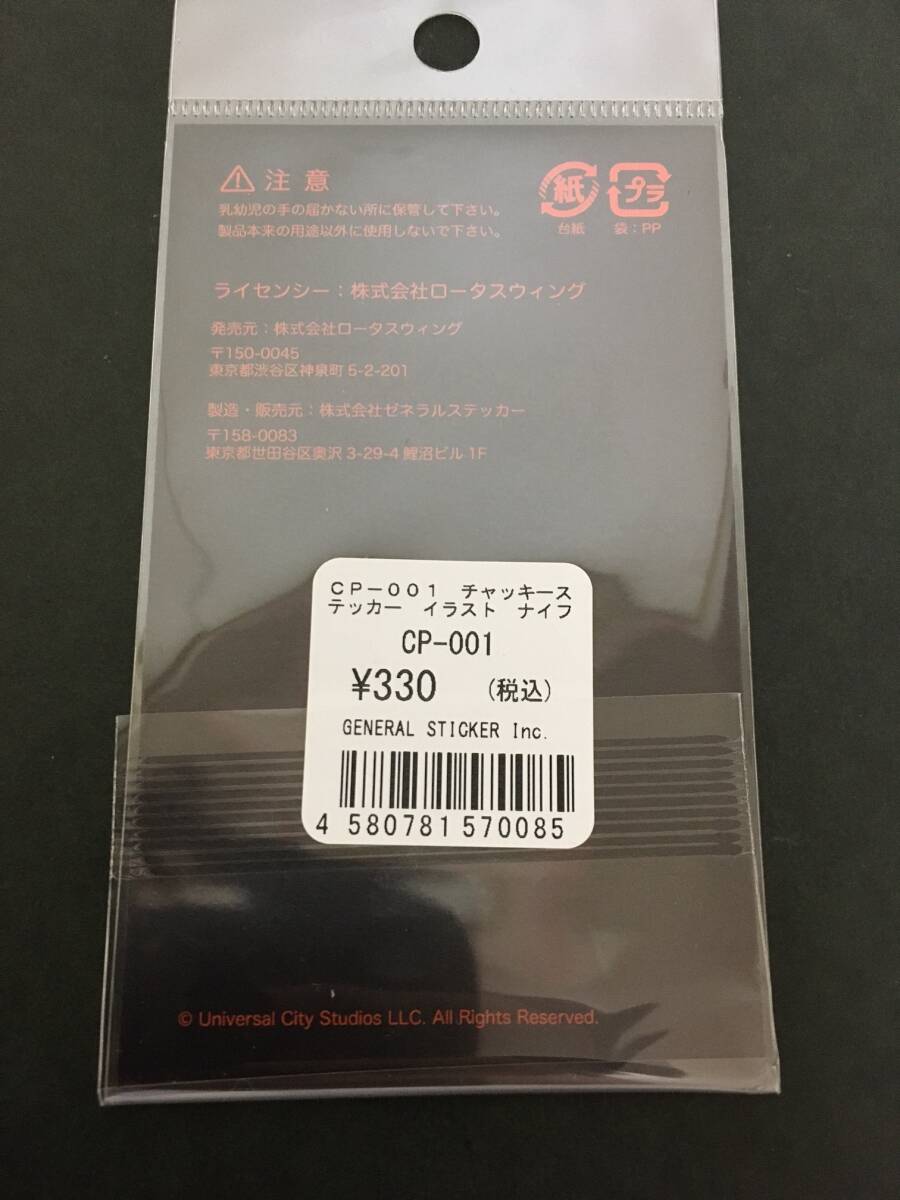 ⚠ 注意
乳幼児の手の届かない所に保管して下さい。
製品本来の用途以外に使用しないで下さい。
紙
台紙
プラ
袋：PP
ライセンシー：株式会社ロータスウィング
発売元：株式会社ロータスウィング
〒150-0045
東京都渋谷区神泉町 5-2-201
製造・販売元：株式会社ゼネラルステッカー
〒158-0083
東京都世田谷区奥沢 3-29-4 鯉沼ビル 1F
ＣＰ－００１　チャッキース
テッカー　イラスト　ナイフ
CP-001
¥330 （税込）
GENERAL STICKER Inc.
4 580781 570085
© Universal City Studios LLC. All Rights Reserved.